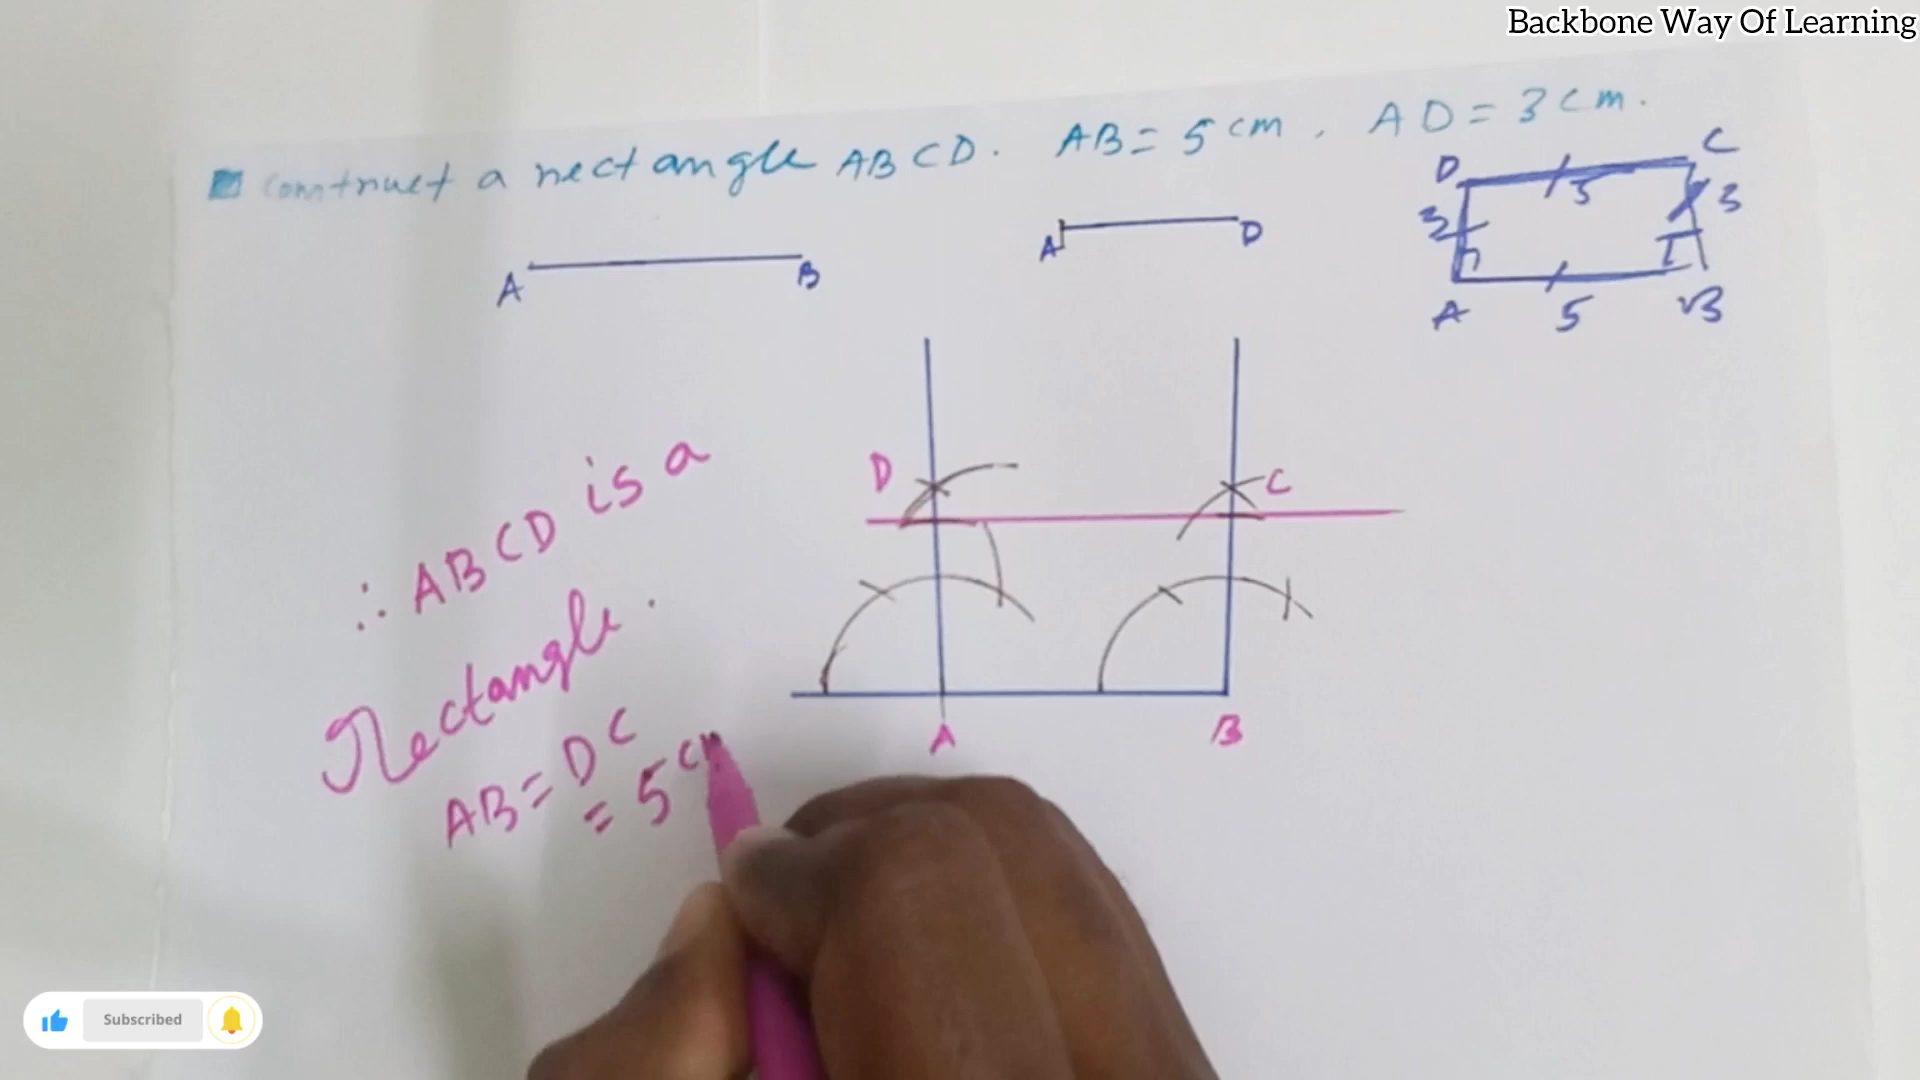 Backbone Way Of Learning
Construct a rectangle ABCD. AB = 5 cm, AD = 3 cm.
A B
A D
D C
5
3 3
A 5 B
D C
A B
∴ ABCD is a
Rectangle.
AB = DC
= 5 cm
Subscribed